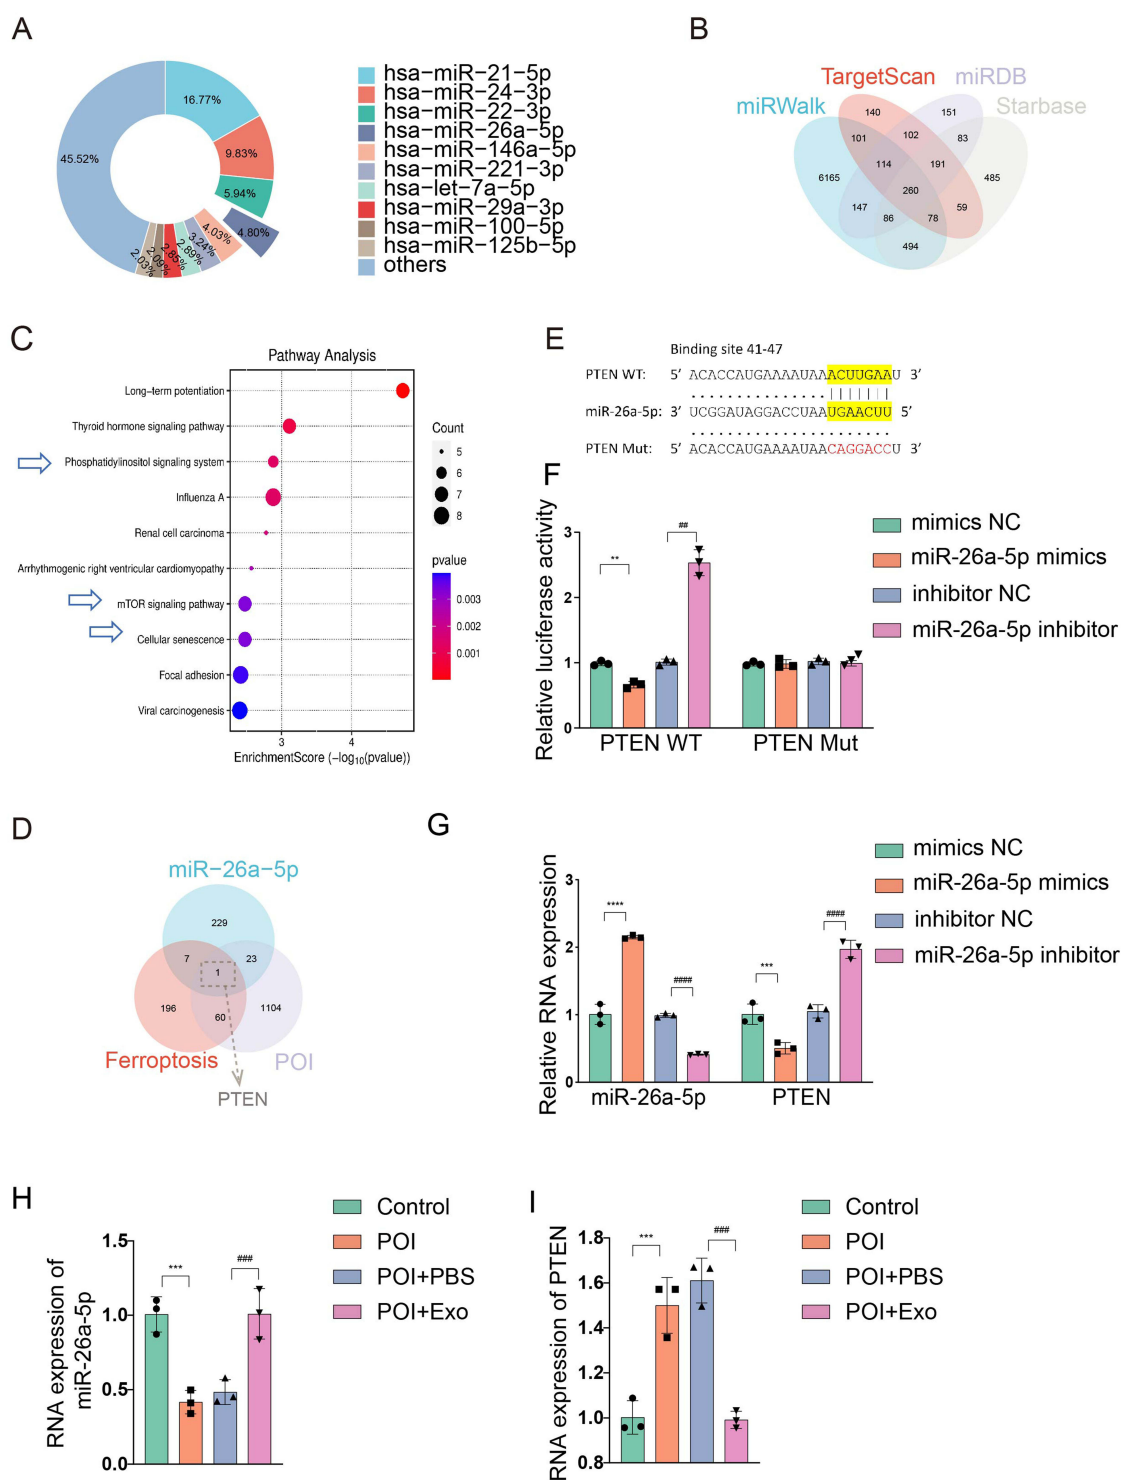 A
16.77%
9.83%
5.94%
4.80%
4.03%
3.24%
2.89%
2.85%
2.09%
2.03%
45.52%
hsa−miR−21−5p
hsa−miR−24−3p
hsa−miR−22−3p
hsa−miR−26a−5p
hsa−miR−146a−5p
hsa−miR−221−3p
hsa−let−7a−5p
hsa−miR−29a−3p
hsa−miR−100−5p
hsa−miR−125b−5p
others
B
TargetScan miRDB
miRWalk Starbase
140 151
101 102 83
114 191
6165 260 485
147 86 78 59
494
C
Pathway Analysis
Long−term potentiation
Thyroid hormone signaling pathway
Phosphatidylinositol signaling system
Influenza A
Renal cell carcinoma
Arrhythmogenic right ventricular cardiomyopathy
mTOR signaling pathway
Cellular senescence
Focal adhesion
Viral carcinogenesis
3 4
EnrichmentScore (−log10(pvalue))
Count
5
6
7
8
pvalue
0.003
0.002
0.001
E
Binding site 41-47
PTEN WT: 5′ ACACCAUGAAAAUAAACUUGAAU 3′
miR-26a-5p: 3′ UCGGAUAGGACCUAAUGAACUU 5′
PTEN Mut: 5′ ACACCAUGAAAAUAACAGGACCU 3′
F
Relative luciferase activity
3
2
1
0
** ##
PTEN WT PTEN Mut
mimics NC
miR-26a-5p mimics
inhibitor NC
miR-26a-5p inhibitor
D
miR−26a−5p
229
7 23
1
196 60 1104
Ferroptosis POI
PTEN
G
Relative RNA expression
3
2
1
0
**** #### *** ####
miR-26a-5p PTEN
mimics NC
miR-26a-5p mimics
inhibitor NC
miR-26a-5p inhibitor
H
RNA expression of
miR-26a-5p
1.5
1.0
0.5
0.0
*** ###
Control
POI
POI+PBS
POI+Exo
I
RNA expression of PTEN
1.8
1.6
1.4
1.2
1.0
0.8
*** ###
Control
POI
POI+PBS
POI+Exo